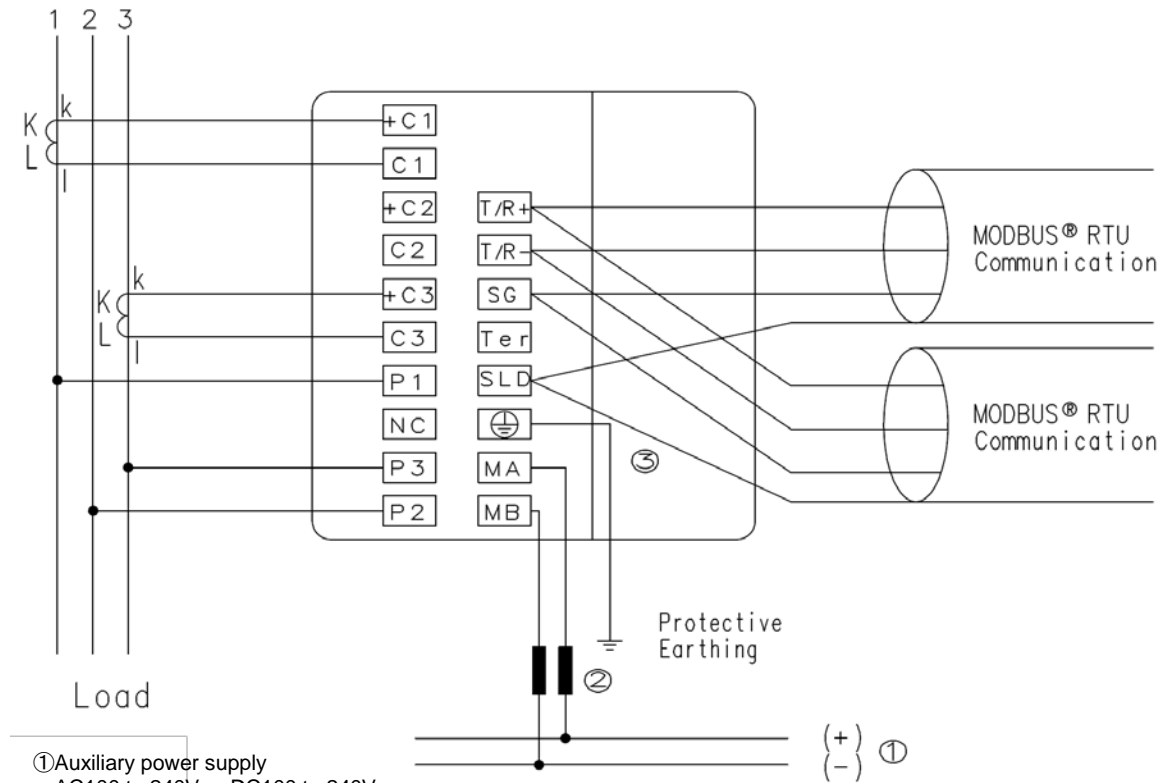 1 2 3
k
K
L
l
k
K
L
l
+C1
C1
+C2
C2
+C3
C3
P1
NC
P3
P2
T/R+
T/R-
SG
Ter
SLD
MA
MB
③
MODBUS® RTU
Communication
MODBUS® RTU
Communication
Protective
Earthing
②
Load
(+)
(-)
①
①Auxiliary power supply